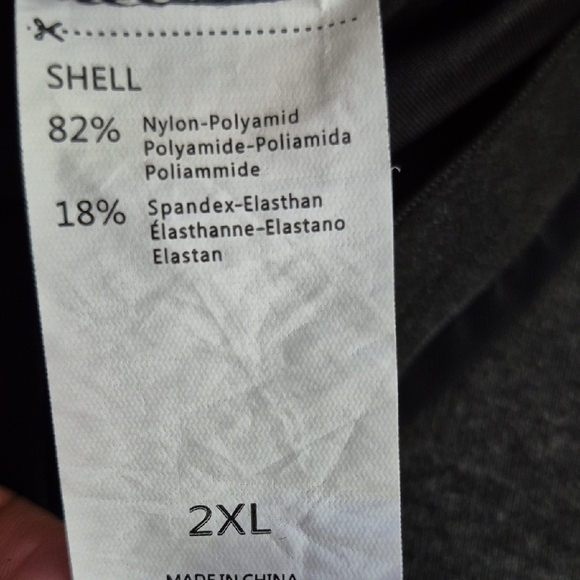 SHELL
82% Nylon-Polyamid
Polyamide-Poliamida
Poliammide
18% Spandex-Elasthan
Élasthanne-Elastano
Elastan
2XL
MADE IN CHINA